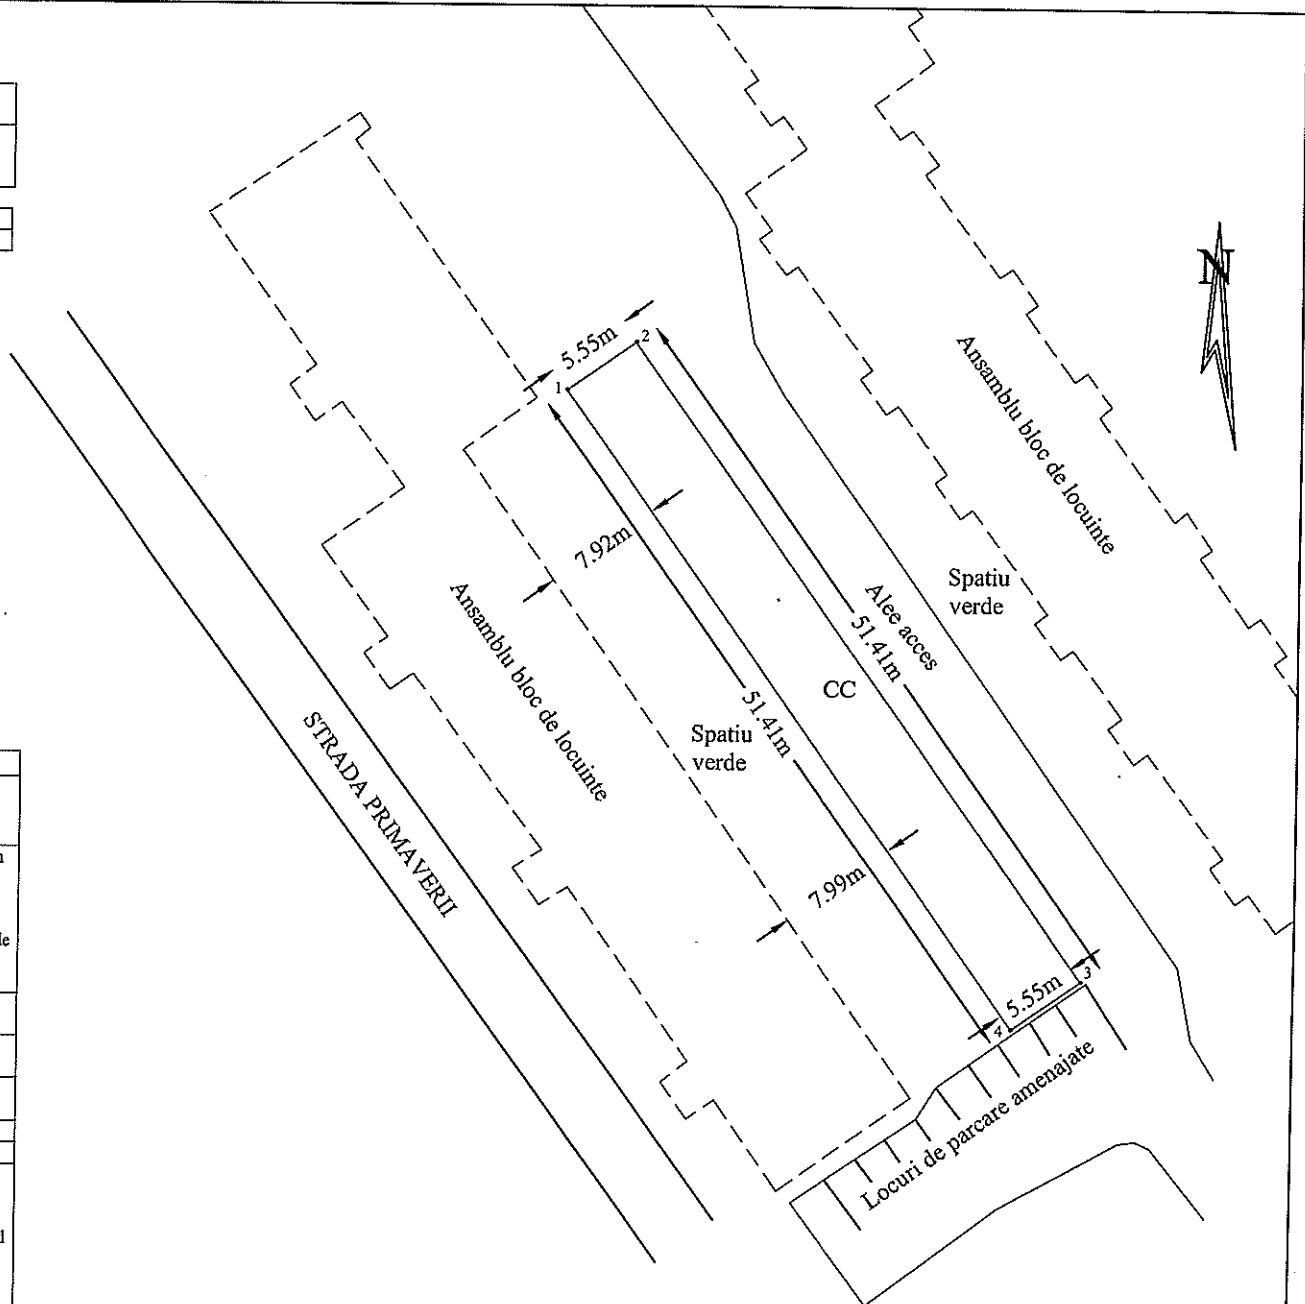 N
5.55m
1
2
Ansamblu bloc de locuinte
7.92m
Spatiu
verde
Ansamblu bloc de locuinte
Alee acces
51.41m
CC
51.41m
Spatiu
verde
STRADA PRIMAVERII
7.99m
5.55m
3
4
Locuri de parcare amenajate